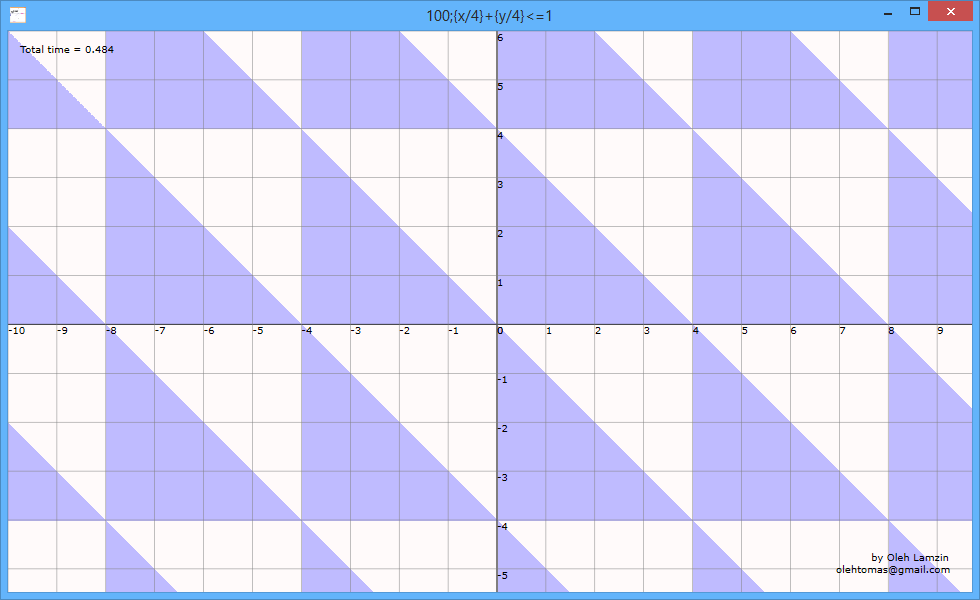 100;{x/4}+{y/4}<=1
Total time = 0.484
6
5
4
3
2
1
-10 -9 -8 -7 -6 -5 -4 -3 -2 -1 0 1 2 3 4 5 6 7 8 9
-1
-2
-3
-4
-5
by Oleh Lamzin
olehtomas@gmail.com